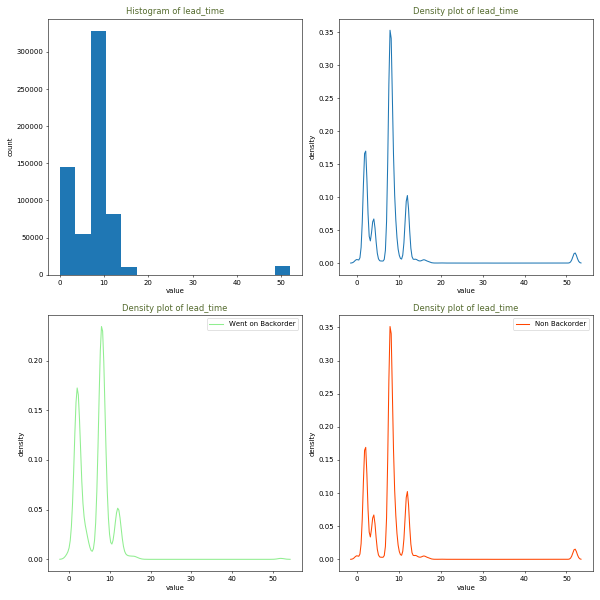 Histogram of lead_time
count
300000
250000
200000
150000
100000
50000
0
0 10 20 30 40 50
value
Density plot of lead_time
density
0.35
0.30
0.25
0.20
0.15
0.10
0.05
0.00
0 10 20 30 40 50
value
Density plot of lead_time
Went on Backorder
density
0.20
0.15
0.10
0.05
0.00
0 10 20 30 40 50
value
Density plot of lead_time
Non Backorder
density
0.35
0.30
0.25
0.20
0.15
0.10
0.05
0.00
0 10 20 30 40 50
value